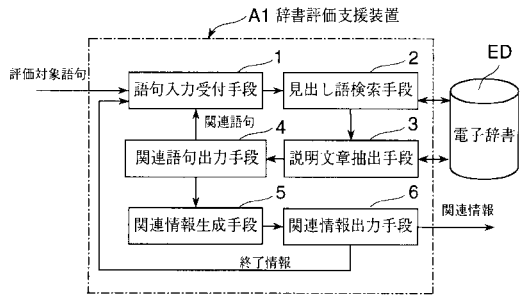 A1 辞書評価支援装置
ED
1
2
評価対象語句
語句入力受付手段
見出し語検索手段
関連語句
4
3
電子辞書
関連語句出力手段
説明文章抽出手段
5
6
関連情報
関連情報生成手段
関連情報出力手段
終了情報